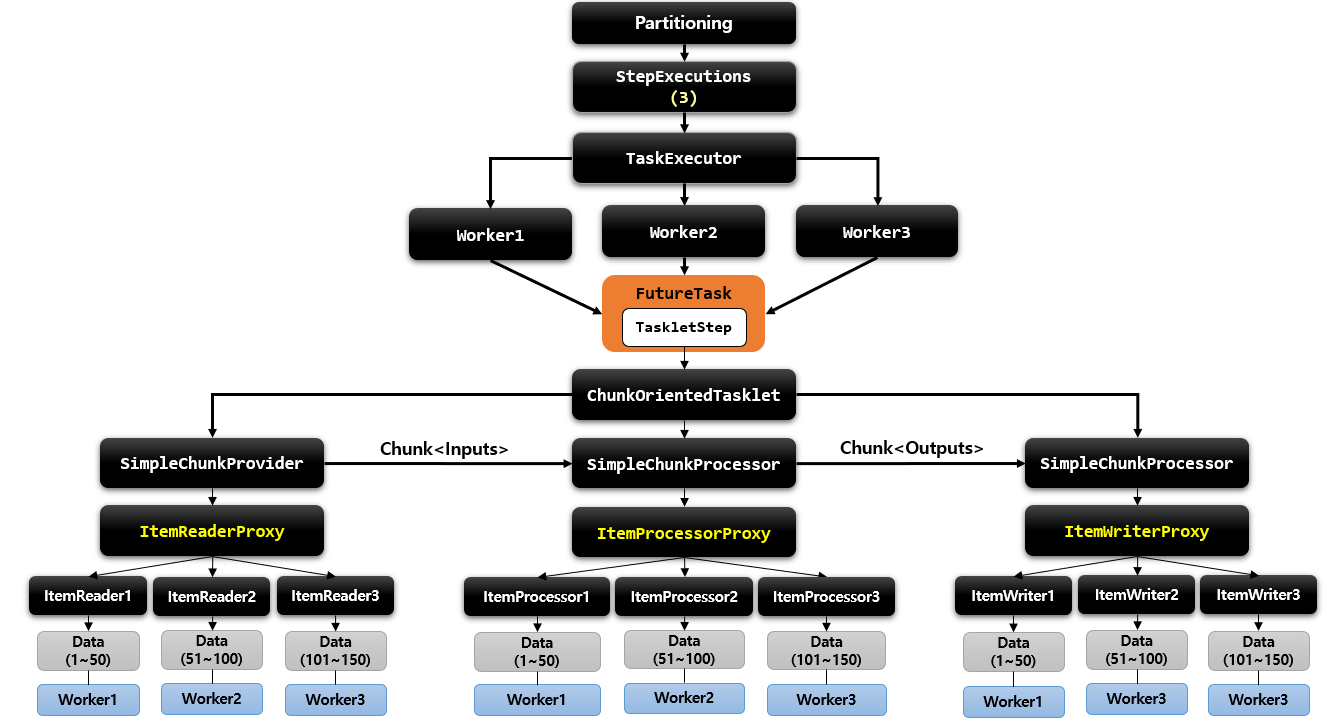 Partitioning
StepExecutions
(3)
TaskExecutor
Worker1
Worker2
Worker3
FutureTask
TaskletStep
ChunkOrientedTasklet
SimpleChunkProvider
Chunk<Inputs>
SimpleChunkProcessor
Chunk<Outputs>
SimpleChunkProcessor
ItemReaderProxy
ItemProcessorProxy
ItemWriterProxy
ItemReader1
ItemReader2
ItemReader3
ItemProcessor1
ItemProcessor2
ItemProcessor3
ItemWriter1
ItemWriter2
ItemWriter3
Data
(1~50)
Data
(51~100)
Data
(101~150)
Data
(1~50)
Data
(51~100)
Data
(101~150)
Data
(1~50)
Data
(51~100)
Data
(101~150)
Worker1
Worker2
Worker3
Worker1
Worker2
Worker3
Worker1
Worker3
Worker3